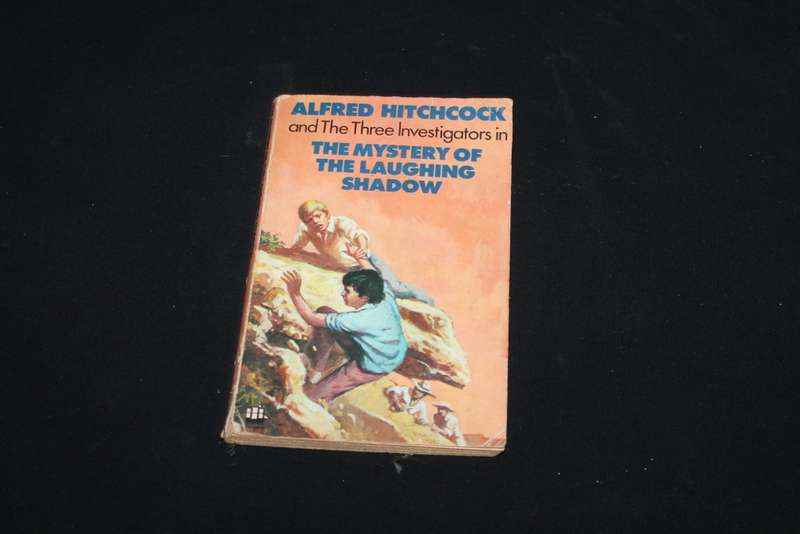 ALFRED HITCHCOCK
and The Three Investigators in
THE MYSTERY OF
THE LAUGHING
SHADOW